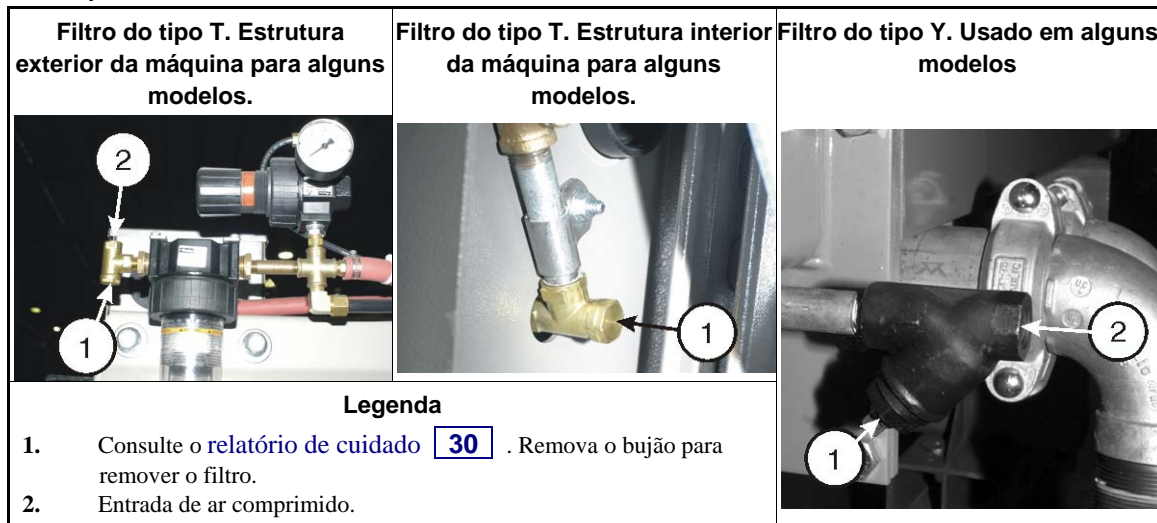 Filtro do tipo T. Estrutura
exterior da máquina para alguns
modelos.
Filtro do tipo T. Estrutura interior
da máquina para alguns
modelos.
Filtro do tipo Y. Usado em alguns
modelos
2
1
1
2
1
Legenda
1. Consulte o relatório de cuidado 30 . Remova o bujão para
remover o filtro.
2. Entrada de ar comprimido.